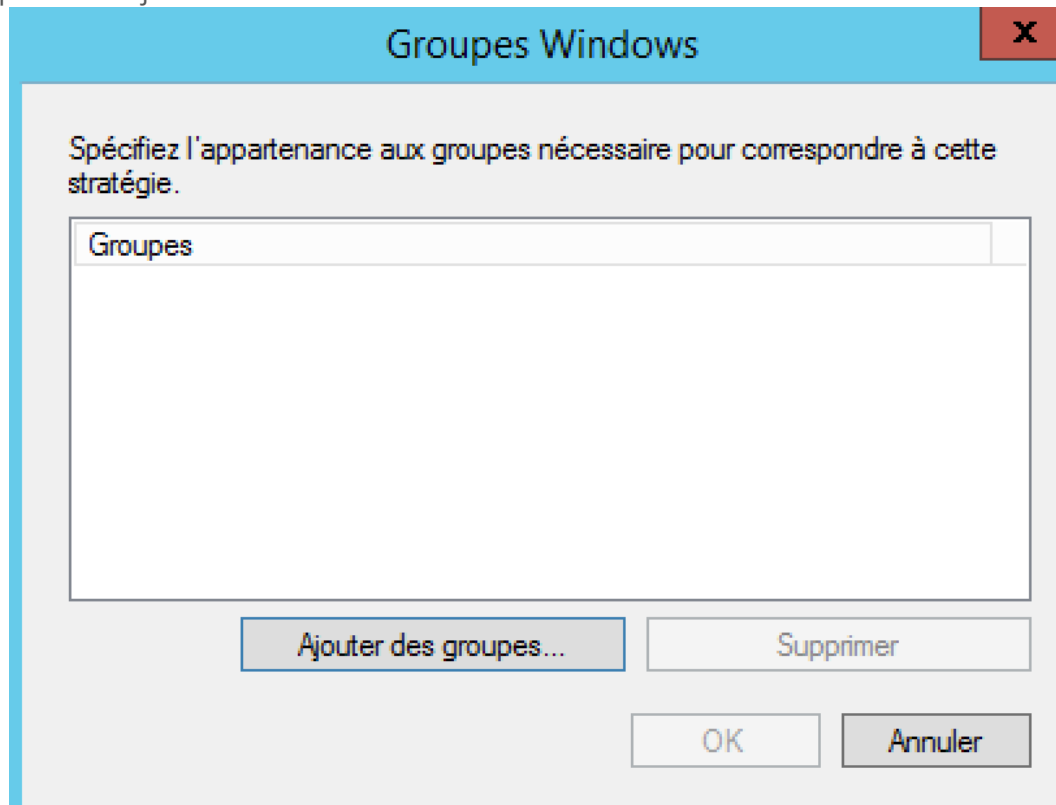 Groupes Windows
x
Spécifiez l'appartenance aux groupes nécessaire pour correspondre à cette
stratégie.
Groupes
Ajouter des groupes...
Supprimer
OK
Annuler